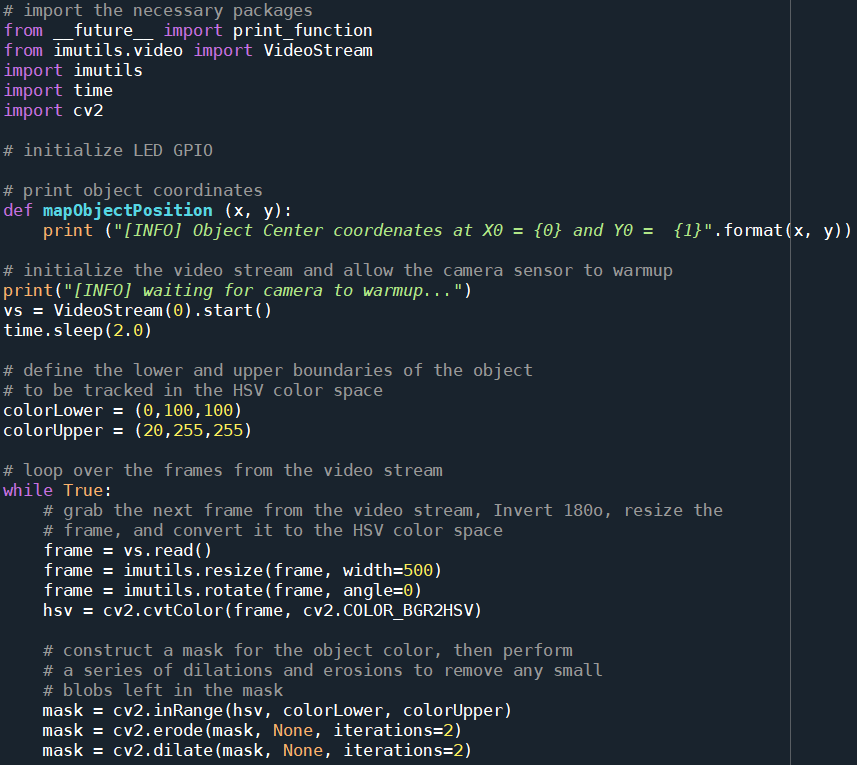 # import the necessary packages
from __future__ import print_function
from imutils.video import VideoStream
import imutils
import time
import cv2

# initialize LED GPIO

# print object coordinates
def mapObjectPosition (x, y):
    print ("[INFO] Object Center coordenates at X0 = {0} and Y0 =  {1}".format(x, y))

# initialize the video stream and allow the camera sensor to warmup
print("[INFO] waiting for camera to warmup...")
vs = VideoStream(0).start()
time.sleep(2.0)

# define the lower and upper boundaries of the object
# to be tracked in the HSV color space
colorLower = (0,100,100)
colorUpper = (20,255,255)

# loop over the frames from the video stream
while True:
    # grab the next frame from the video stream, Invert 180o, resize the
    # frame, and convert it to the HSV color space
    frame = vs.read()
    frame = imutils.resize(frame, width=500)
    frame = imutils.rotate(frame, angle=0)
    hsv = cv2.cvtColor(frame, cv2.COLOR_BGR2HSV)

    # construct a mask for the object color, then perform
    # a series of dilations and erosions to remove any small
    # blobs left in the mask
    mask = cv2.inRange(hsv, colorLower, colorUpper)
    mask = cv2.erode(mask, None, iterations=2)
    mask = cv2.dilate(mask, None, iterations=2)